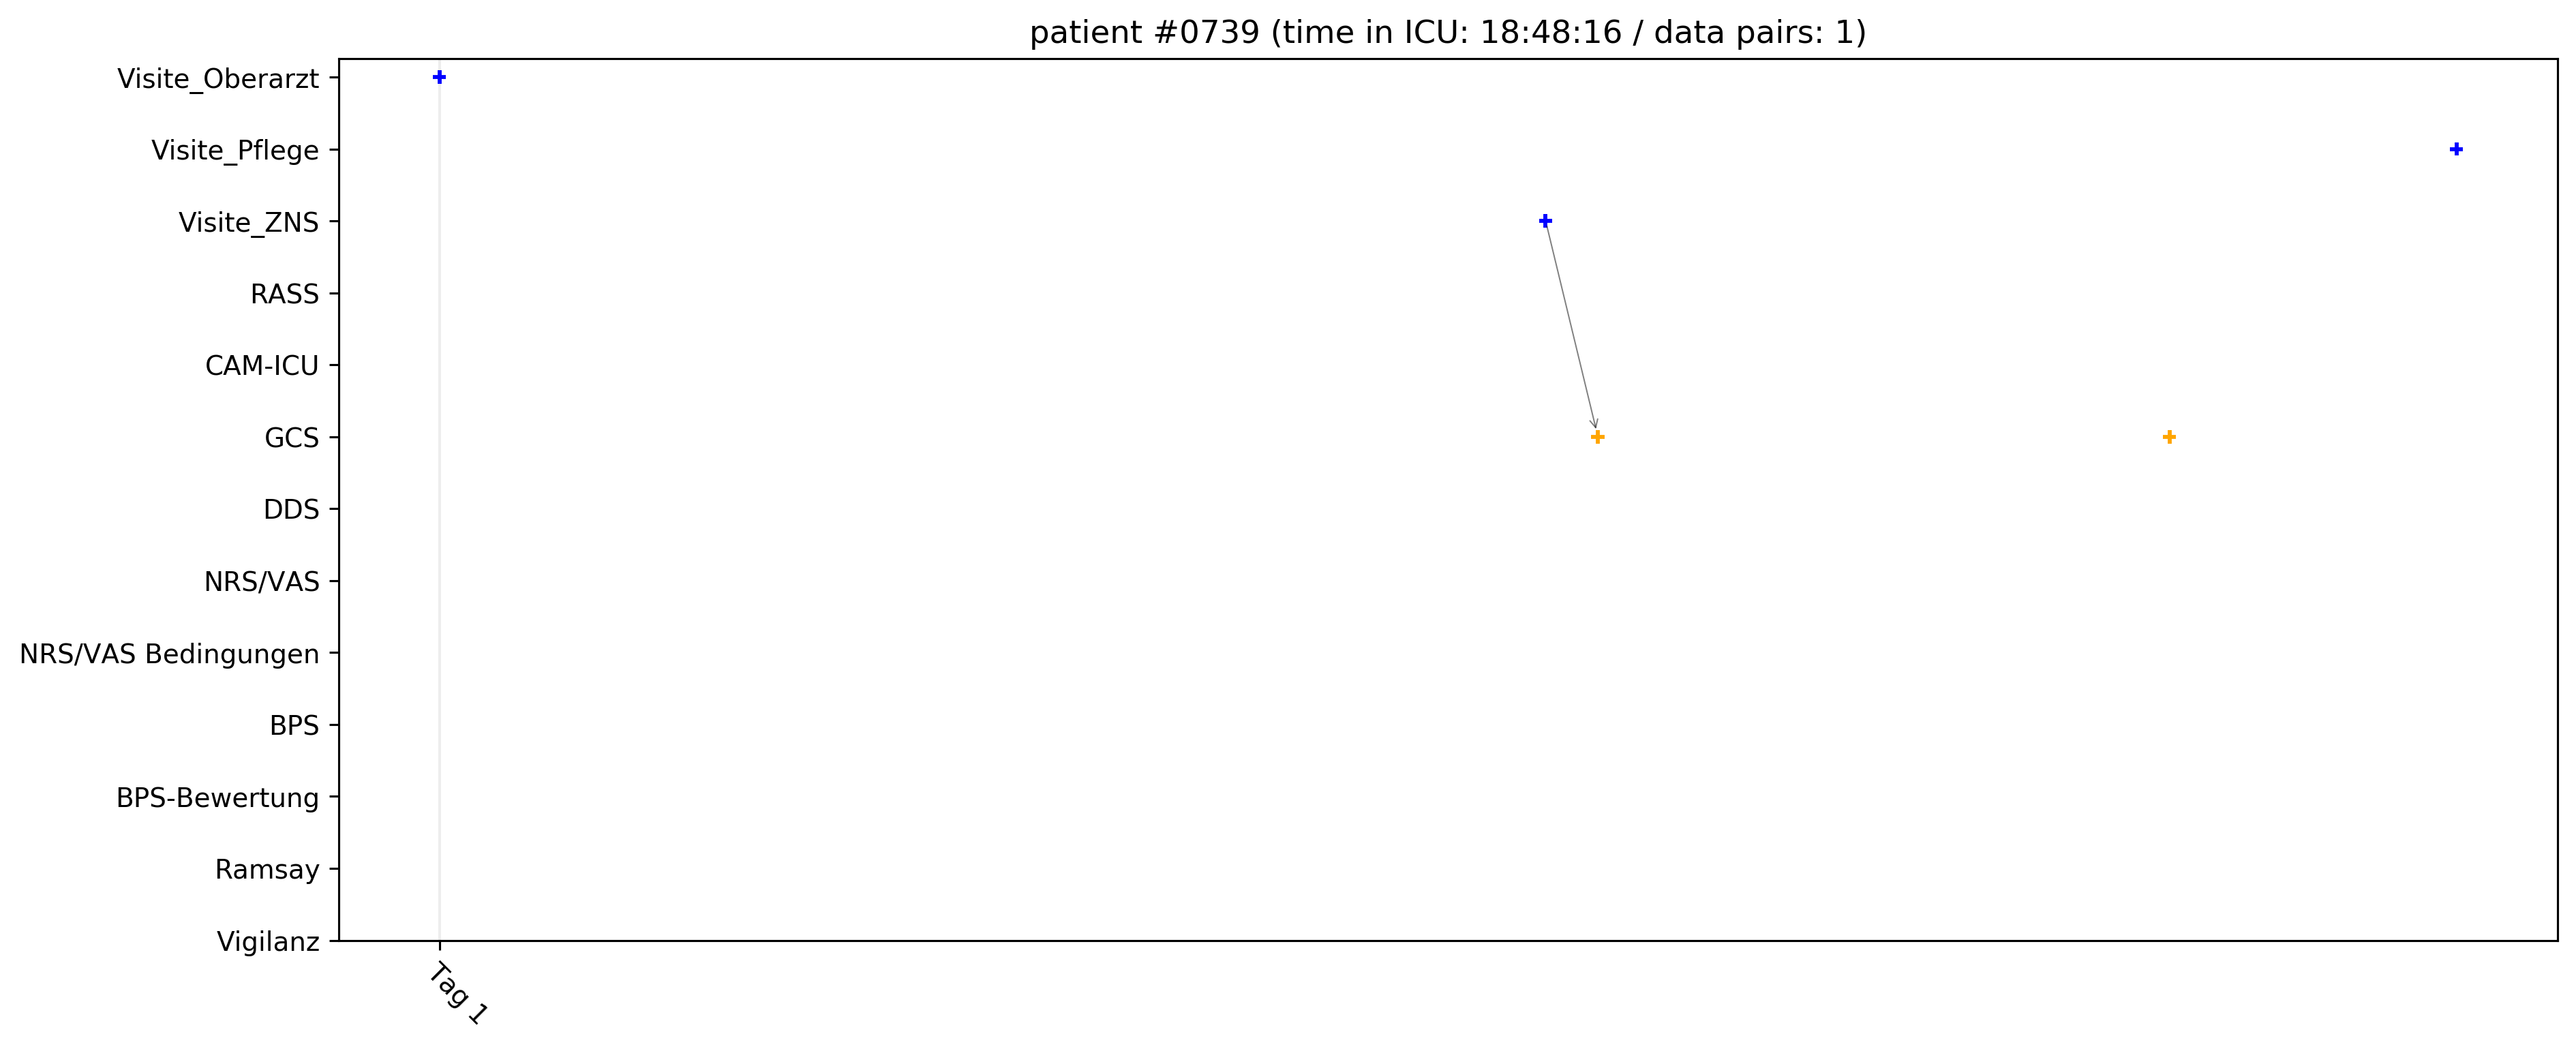 patient #0739 (time in ICU: 18:48:16 / data pairs: 1)
Visite_Oberarzt
Visite_Pflege
Visite_ZNS
RASS
CAM-ICU
GCS
DDS
NRS/VAS
NRS/VAS Bedingungen
BPS
BPS-Bewertung
Ramsay
Vigilanz
Tag 1